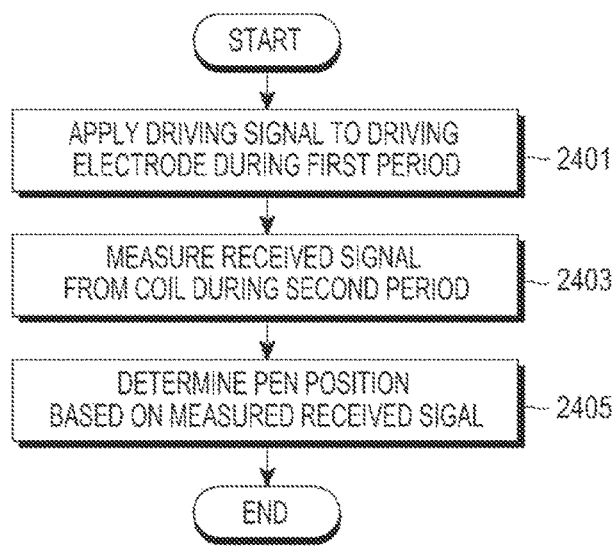 START
APPLY DRIVING SIGNAL TO DRIVING
ELECTRODE DURING FIRST PERIOD
2401
MEASURE RECEIVED SIGNAL
FROM COIL DURING SECOND PERIOD
2403
DETERMINE PEN POSITION
BASED ON MEASURED RECEIVED SIGAL
2405
END